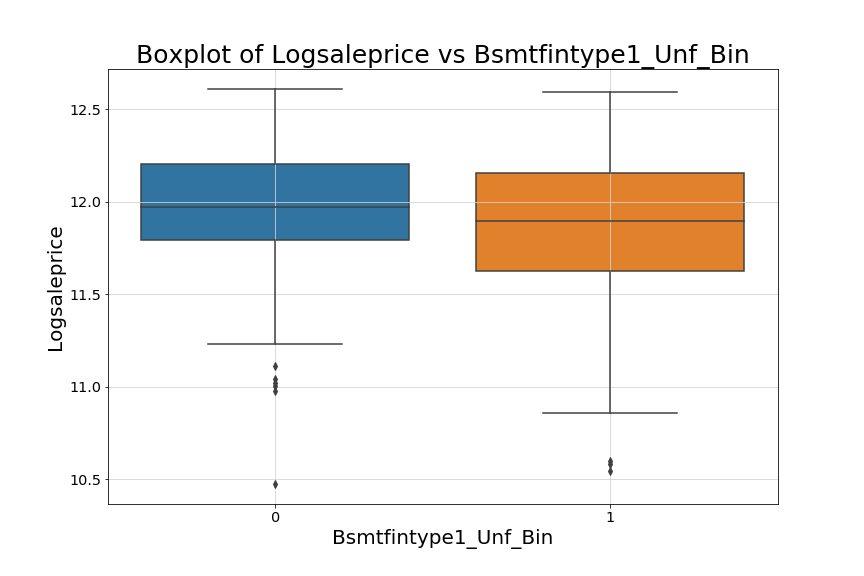 Boxplot of Logsaleprice vs Bsmtfintype1_Unf_Bin
12.5
12.0
11.5
11.0
10.5
Logsaleprice
0 1
Bsmtfintype1_Unf_Bin